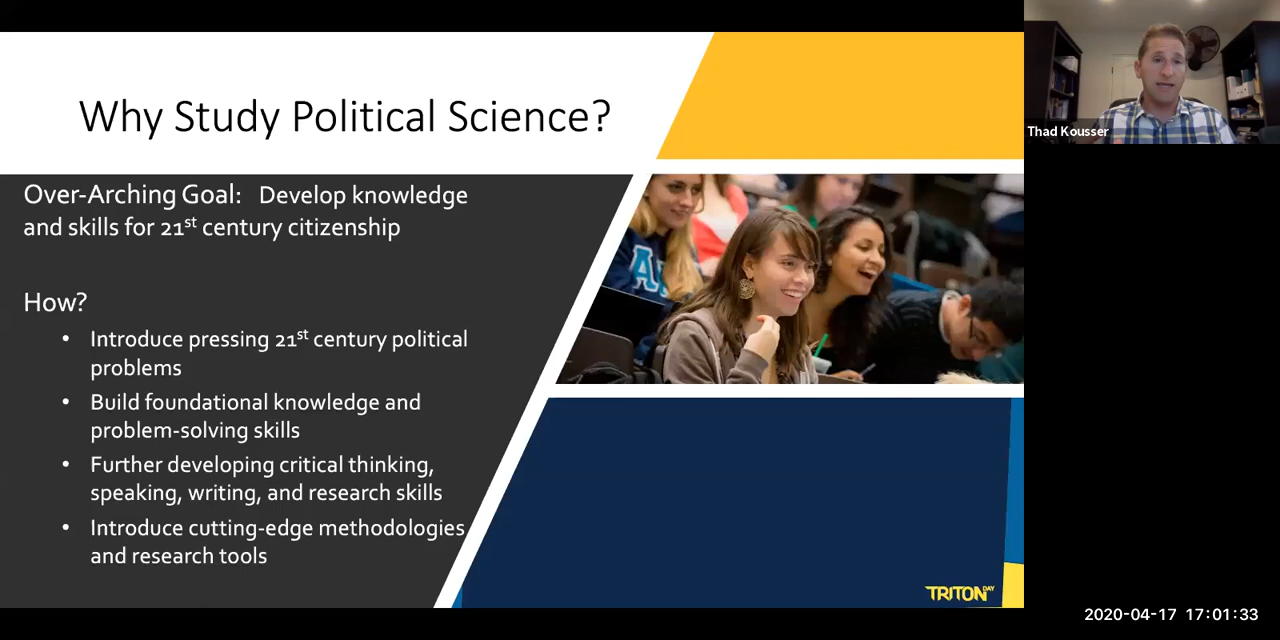 Why Study Political Science?
Over-Arching Goal: Develop knowledge
and skills for 21st century citizenship
How?
• Introduce pressing 21st century political
problems
• Build foundational knowledge and
problem-solving skills
• Further developing critical thinking,
speaking, writing, and research skills
• Introduce cutting-edge methodologies
and research tools
TRITON DAY
Thad Kousser
2020-04-17 17:01:33